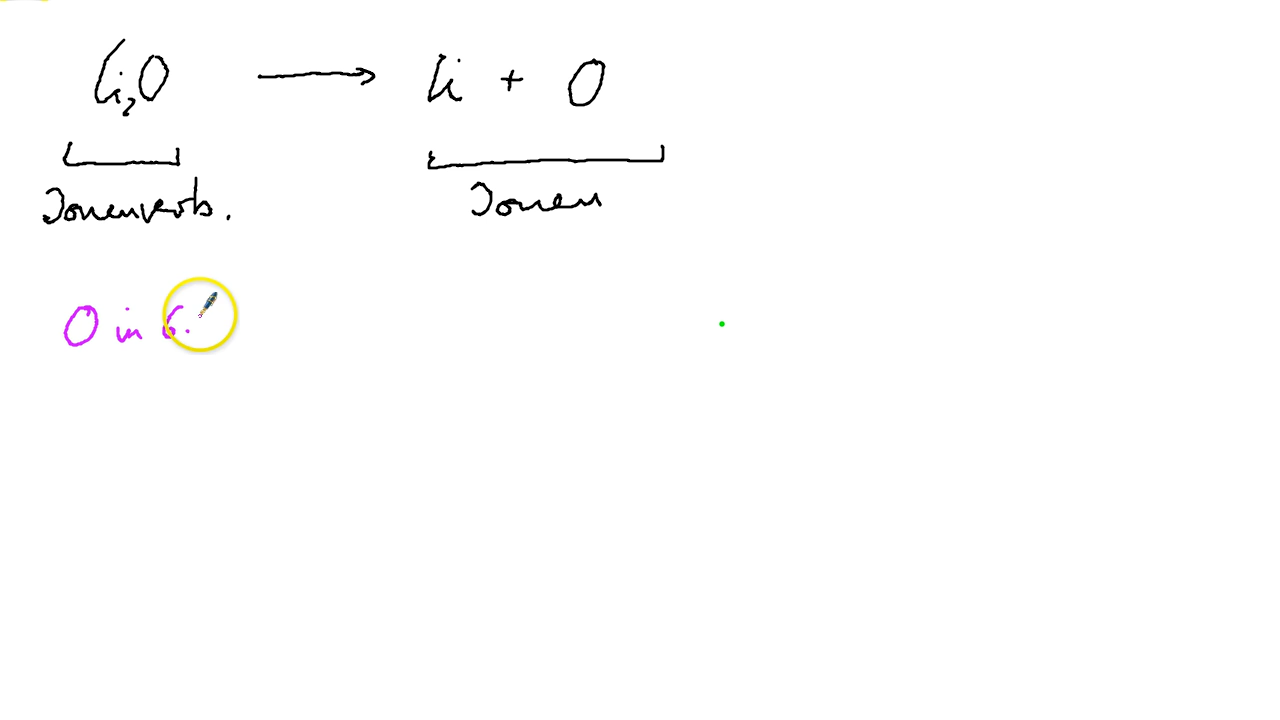 Li₂O → Li + O
Ionenverb. Ionen
O in 6.